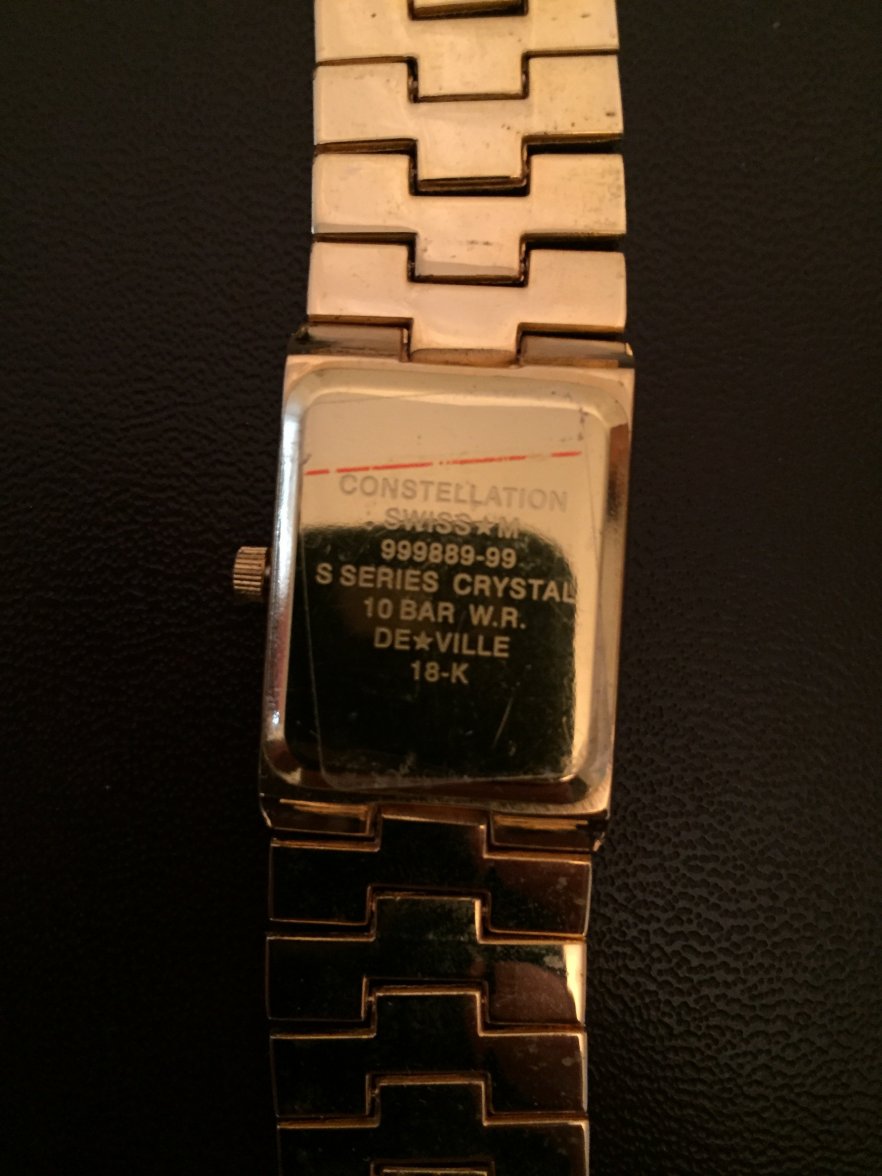 CONSTELLATION
SWISS★M
999889-99
S SERIES CRYSTAL
10 BAR W.R.
DE★VILLE
18-K